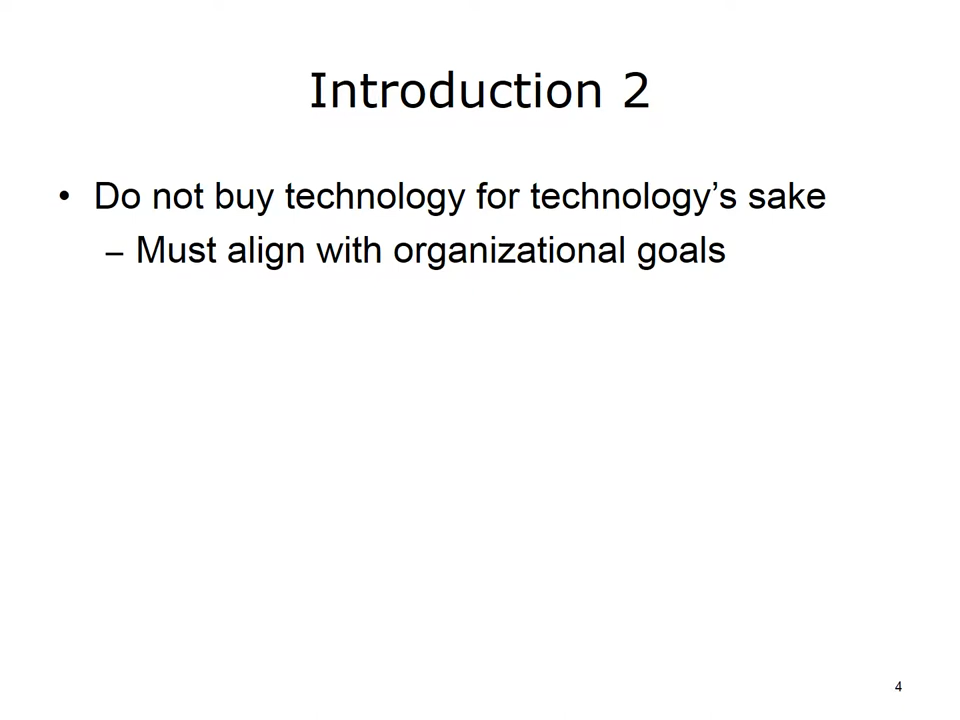 Introduction 2
• Do not buy technology for technology’s sake
– Must align with organizational goals
4